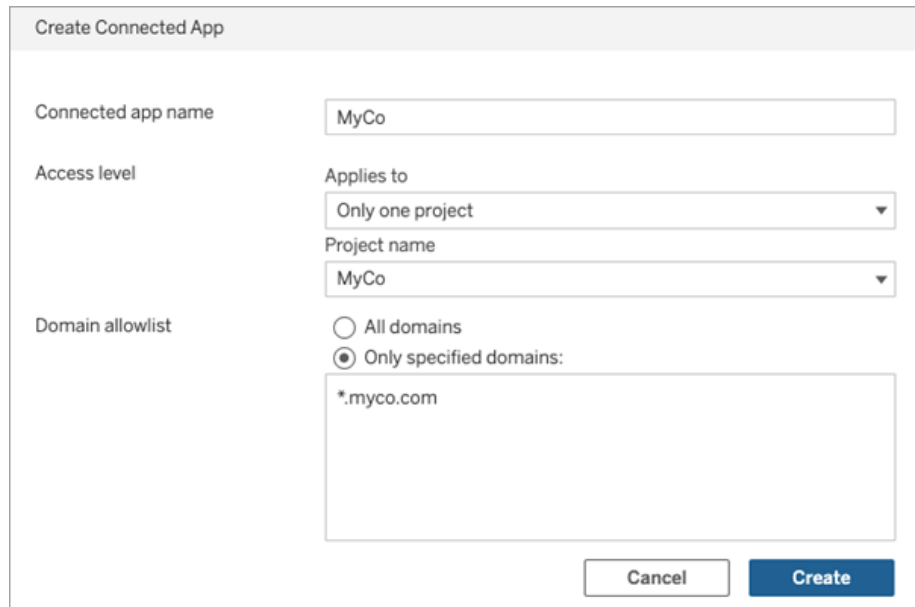 Create Connected App
Connected app name
MyCo
Access level
Applies to
Only one project
Project name
MyCo
Domain allowlist
All domains
Only specified domains:
*.myco.com
Cancel
Create